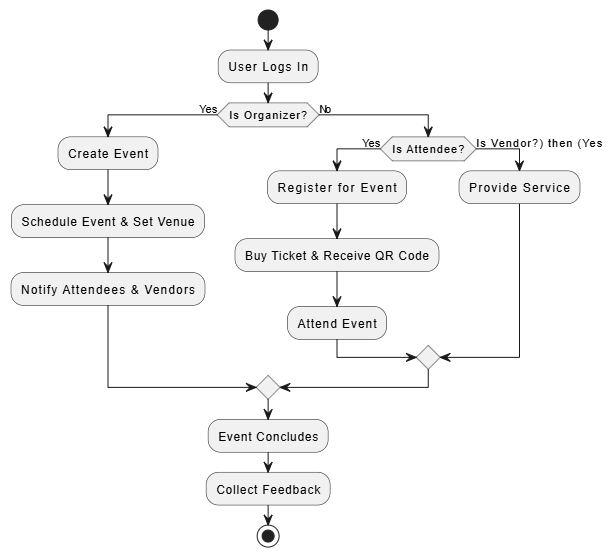 User Logs In
Yes
Is Organizer?
No
Create Event
Schedule Event & Set Venue
Notify Attendees & Vendors
Yes
Is Attendee?
Is Vendor?) then (Yes
Register for Event
Provide Service
Buy Ticket & Receive QR Code
Attend Event
Event Concludes
Collect Feedback